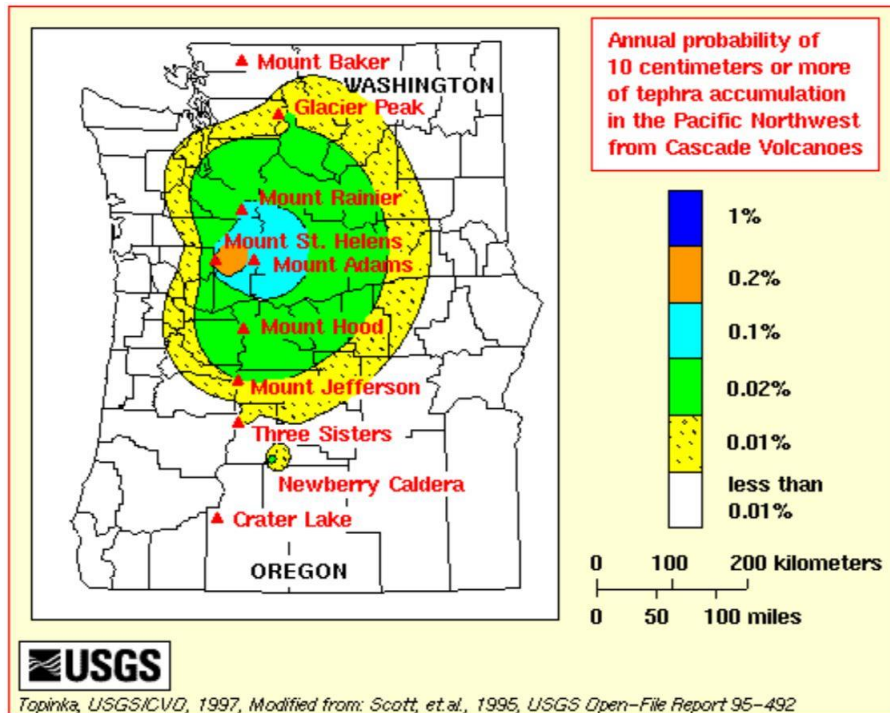 Mount Baker
WASHINGTON
Glacier Peak
Mount Rainier
Mount St. Helens
Mount Adams
Mount Hood
Mount Jefferson
Three Sisters
Newberry Caldera
Crater Lake
OREGON
Annual probability of
10 centimeters or more
of tephra accumulation
in the Pacific Northwest
from Cascade Volcanoes
1%
0.2%
0.1%
0.02%
0.01%
less than
0.01%
0 100 200 kilometers
0 50 100 miles
USGS
Topinka, USGS/CVO, 1997, Modified from: Scott, et.al., 1995, USGS Open-File Report 95-492